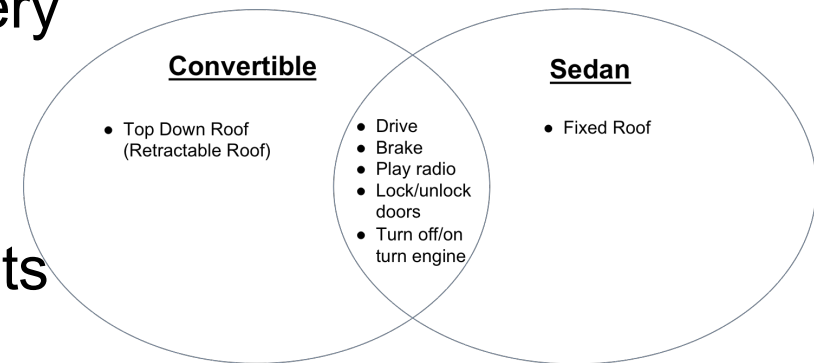 ery
Convertible
Sedan
● Top Down Roof
(Retractable Roof)
● Drive
● Brake
● Play radio
● Lock/unlock
doors
● Turn off/on
turn engine
● Fixed Roof
ts